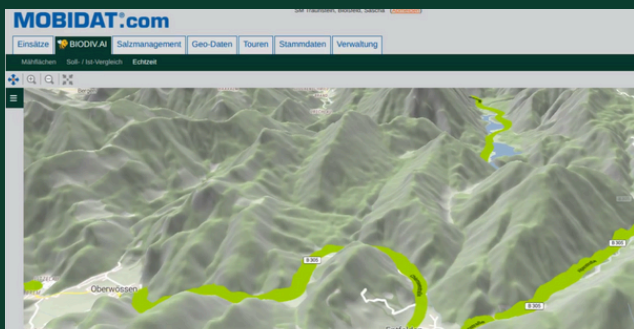 MOBIDAT.com
Einsätze BIODIV.AI Salzmanagement Geo-Daten Touren Stammdaten Verwaltung
Mähflächen Soll- / Ist-Vergleich Echtzeit
B 305
B 305
Oberwössen
B 305